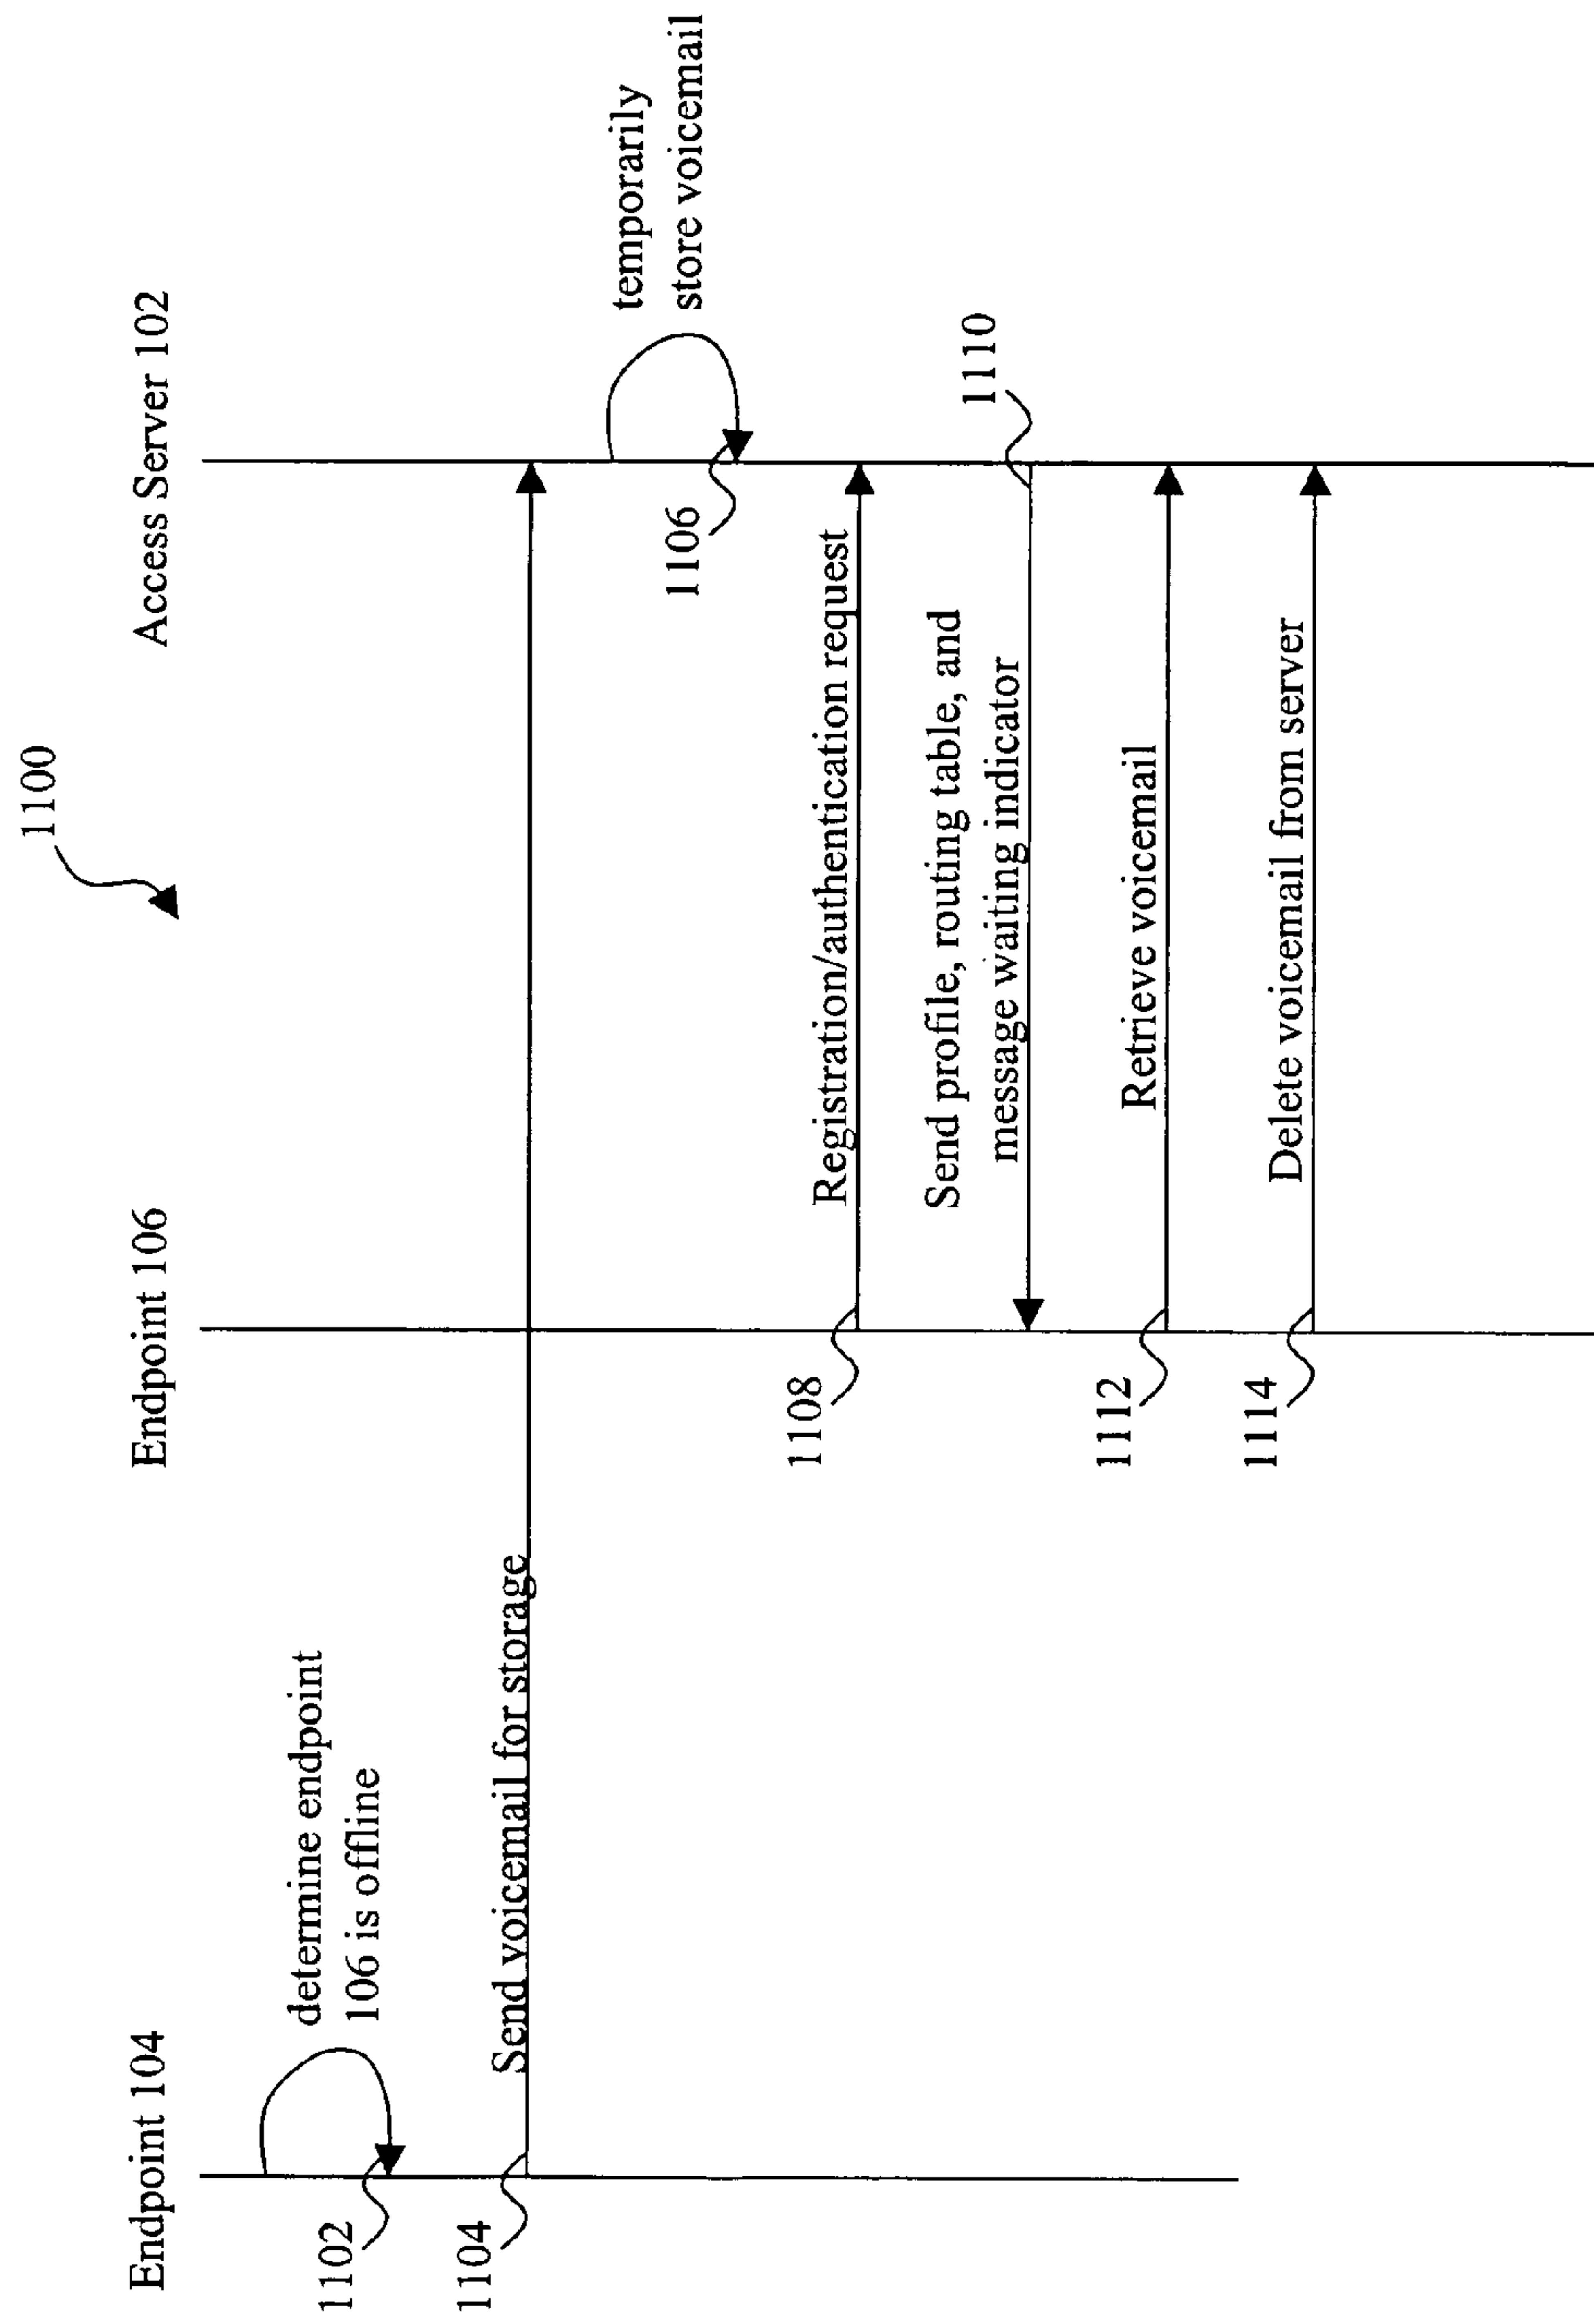 1100
Endpoint 104
Endpoint 106
Access Server 102
determine endpoint
106 is offline
1102
Send voicemail for storage
1104
temporarily
store voicemail
1106
Registration/authentication request
1108
Send profile, routing table, and
message waiting indicator
1110
Retrieve voicemail
1112
Delete voicemail from server
1114